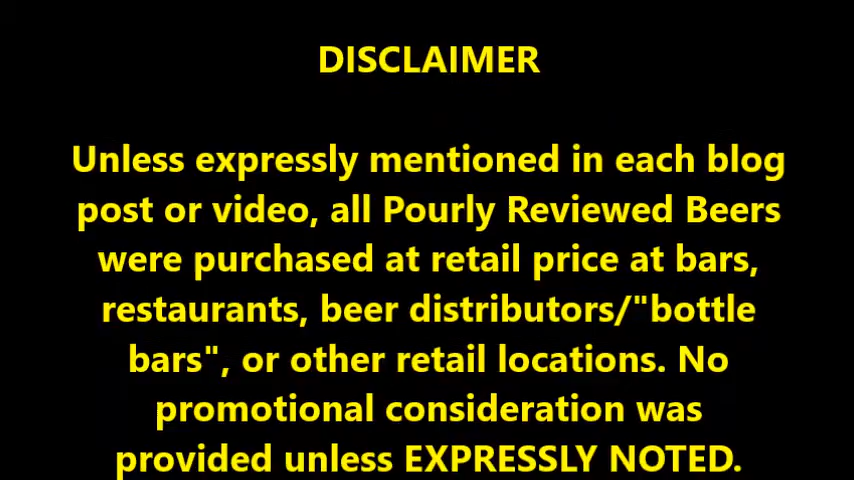 DISCLAIMER
Unless expressly mentioned in each blog
post or video, all Pourly Reviewed Beers
were purchased at retail price at bars,
restaurants, beer distributors/"bottle
bars", or other retail locations. No
promotional consideration was
provided unless EXPRESSLY NOTED.